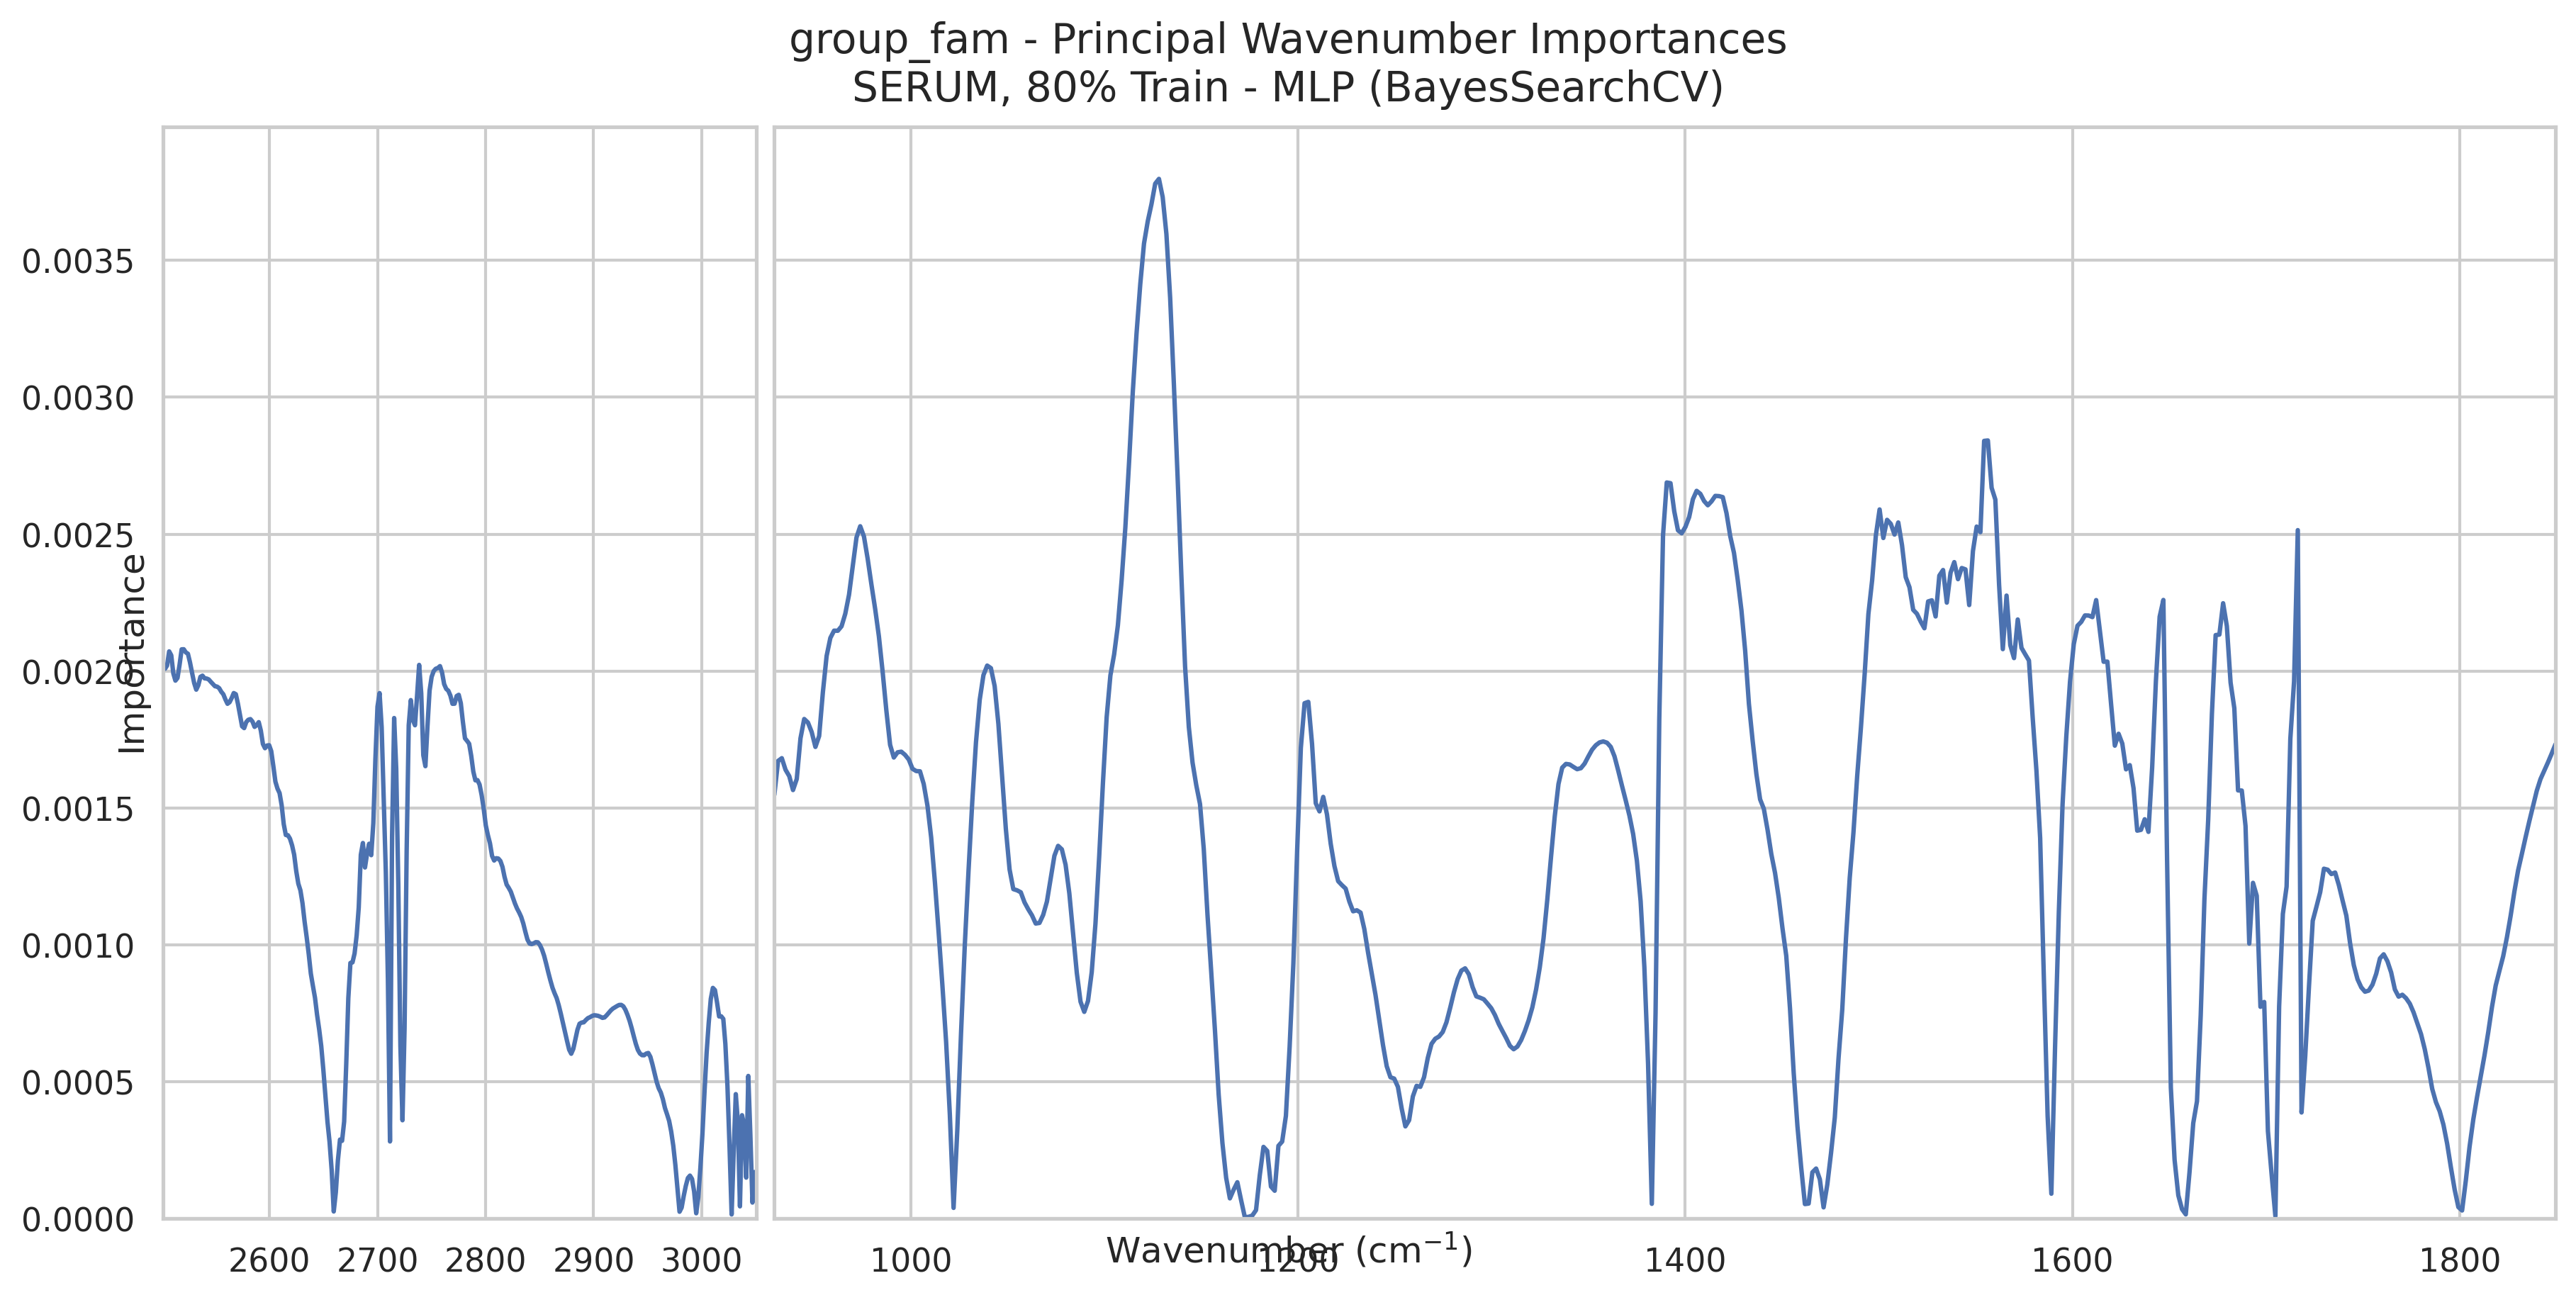 group_fam - Principal Wavenumber Importances
SERUM, 80% Train - MLP (BayesSearchCV)
Importance
0.0035
0.0030
0.0025
0.0020
0.0015
0.0010
0.0005
0.0000
2600 2700 2800 2900 3000 1000 1200 1400 1600 1800
Wavenumber (cm⁻¹)